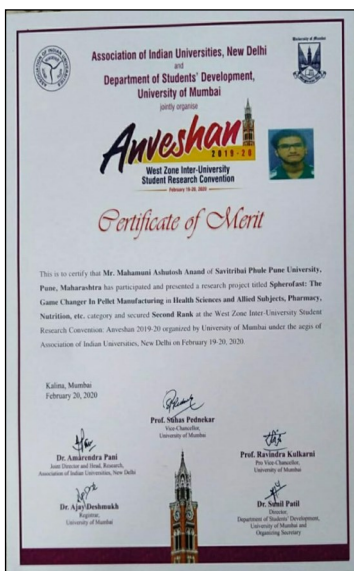 University of Mumbai
Association of Indian Universities, New Delhi
and
Department of Students' Development,
University of Mumbai
jointly organise
Anveshan
2019-20
West Zone Inter-University
Student Research Convention
February 19-20, 2020
Certificate of Merit
This is to certify that Mr. Mahamuni Ashutosh Anand of Savitribai Phule Pune University,
Pune, Maharashtra has participated and presented a research project titled Spherofast: The
Game Changer In Pellet Manufacturing in Health Sciences and Allied Subjects, Pharmacy,
Nutrition, etc. category and secured Second Rank at the West Zone Inter-University Student
Research Convention: Anveshan 2019-20 organized by University of Mumbai under the aegis of
Association of Indian Universities, New Delhi on February 19-20, 2020.
Kalina, Mumbai
February 20, 2020
Prof. Suhas Pednekar
Vice-Chancellor,
University of Mumbai
Dr. Amarendra Pani
Joint Director and Head, Research,
Association of Indian Universities, New Delhi
Prof. Ravindra Kulkarni
Pro Vice-Chancellor,
University of Mumbai
Dr. Ajay Deshmukh
Registrar,
University of Mumbai
Dr. Sunil Patil
Director,
Department of Students' Development,
University of Mumbai and
Organizing Secretary